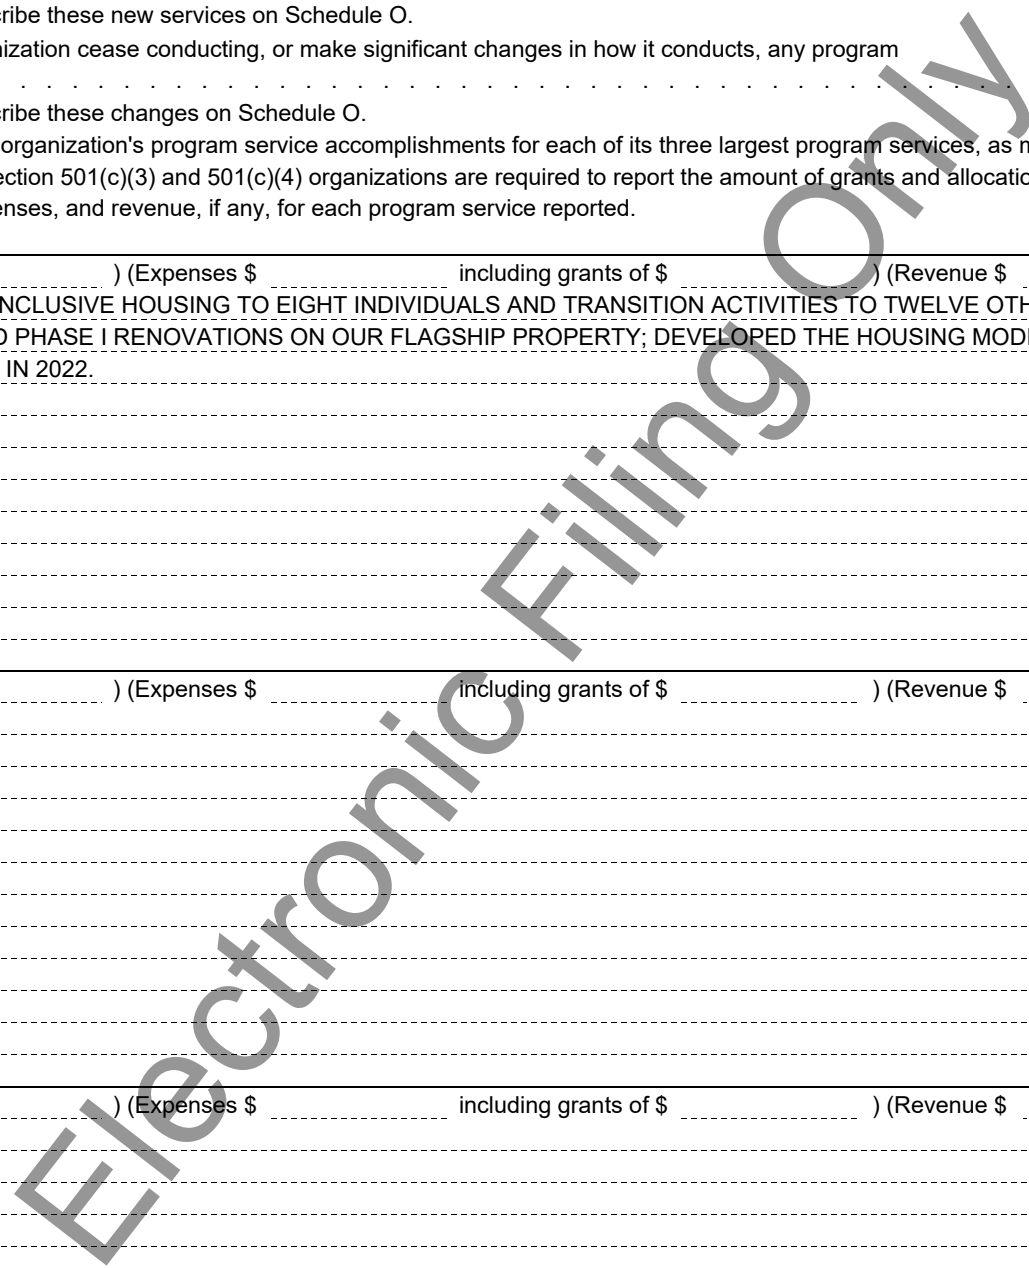 cribe these new services on Schedule O.
nization cease conducting, or make significant changes in how it conducts, any program
. . . . . . . . . . . . . . . . . . . . . . . . . . . . . . . . . . . . . . .
cribe these changes on Schedule O.
organization's program service accomplishments for each of its three largest program services, as m
ection 501(c)(3) and 501(c)(4) organizations are required to report the amount of grants and allocatio
enses, and revenue, if any, for each program service reported.
) (Expenses $ including grants of $ ) (Revenue $
NCLUSIVE HOUSING TO EIGHT INDIVIDUALS AND TRANSITION ACTIVITIES TO TWELVE OTH
D PHASE I RENOVATIONS ON OUR FLAGSHIP PROPERTY; DEVELOPED THE HOUSING MODE
IN 2022.
) (Expenses $ including grants of $ ) (Revenue $
) (Expenses $ including grants of $ ) (Revenue $
Electronic Filing Only